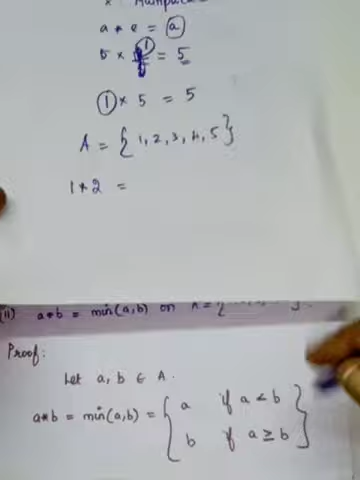 × Multiplica
a * e = a
5 × 1 = 5
1 × 5 = 5
A = { 1, 2, 3, 4, 5 }
1 * 2 =
(ii) a*b = min(a,b) on A = {
Proof:
Let a, b ∈ A.
a*b = min(a,b) = { a if a < b
b if a ≥ b }